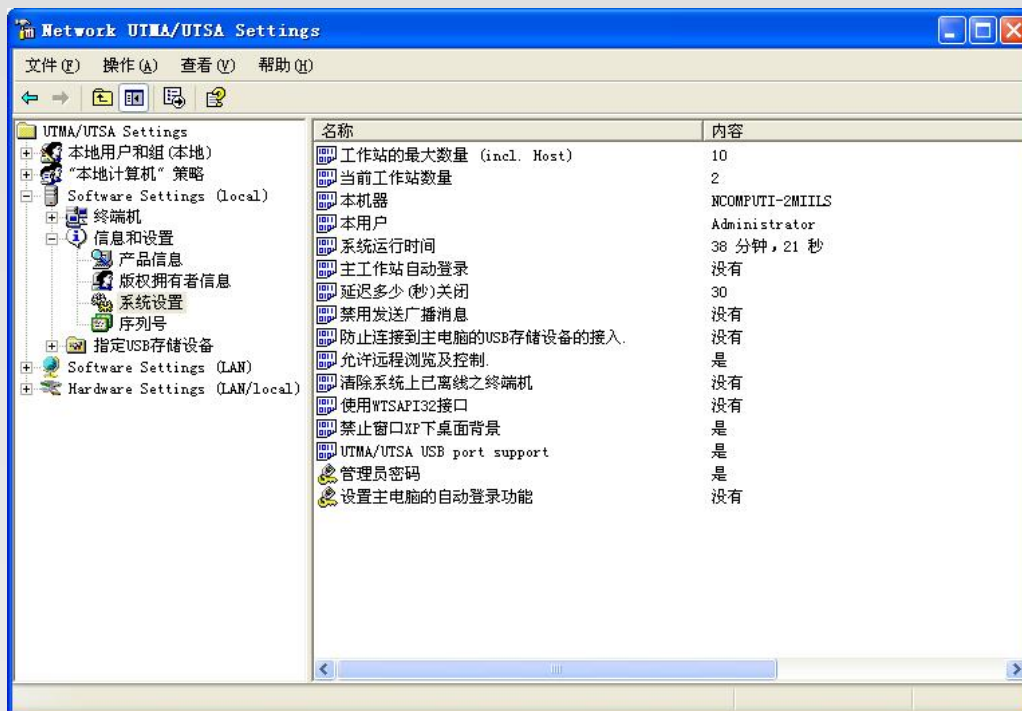 Network UTMA/UTSA Settings
文件(F) 操作(A) 查看(V) 帮助(H)
UTMA/UTSA Settings
本地用户和组(本地)
“本地计算机” 策略
Software Settings (local)
终端机
信息和设置
产品信息
版权拥有者信息
系统设置
序列号
指定USB存储设备
Software Settings (LAN)
Hardware Settings (LAN/local)
名称 内容
工作站的最大数量 (incl. Host) 10
当前工作站数量 2
本机器 NCOMPUTI-2MIILS
本用户 Administrator
系统运行时间 38 分钟,21 秒
主工作站自动登录 没有
延迟多少(秒)关闭 30
禁用发送广播消息 没有
防止连接到主电脑的USB存储设备的接入. 没有
允许远程浏览及控制. 是
清除系统上已离线之终端机 没有
使用WTSAPI32接口 没有
禁止窗口XP下桌面背景 是
UTMA/UTSA USB port support 是
管理员密码 是
设置主电脑的自动登录功能 没有